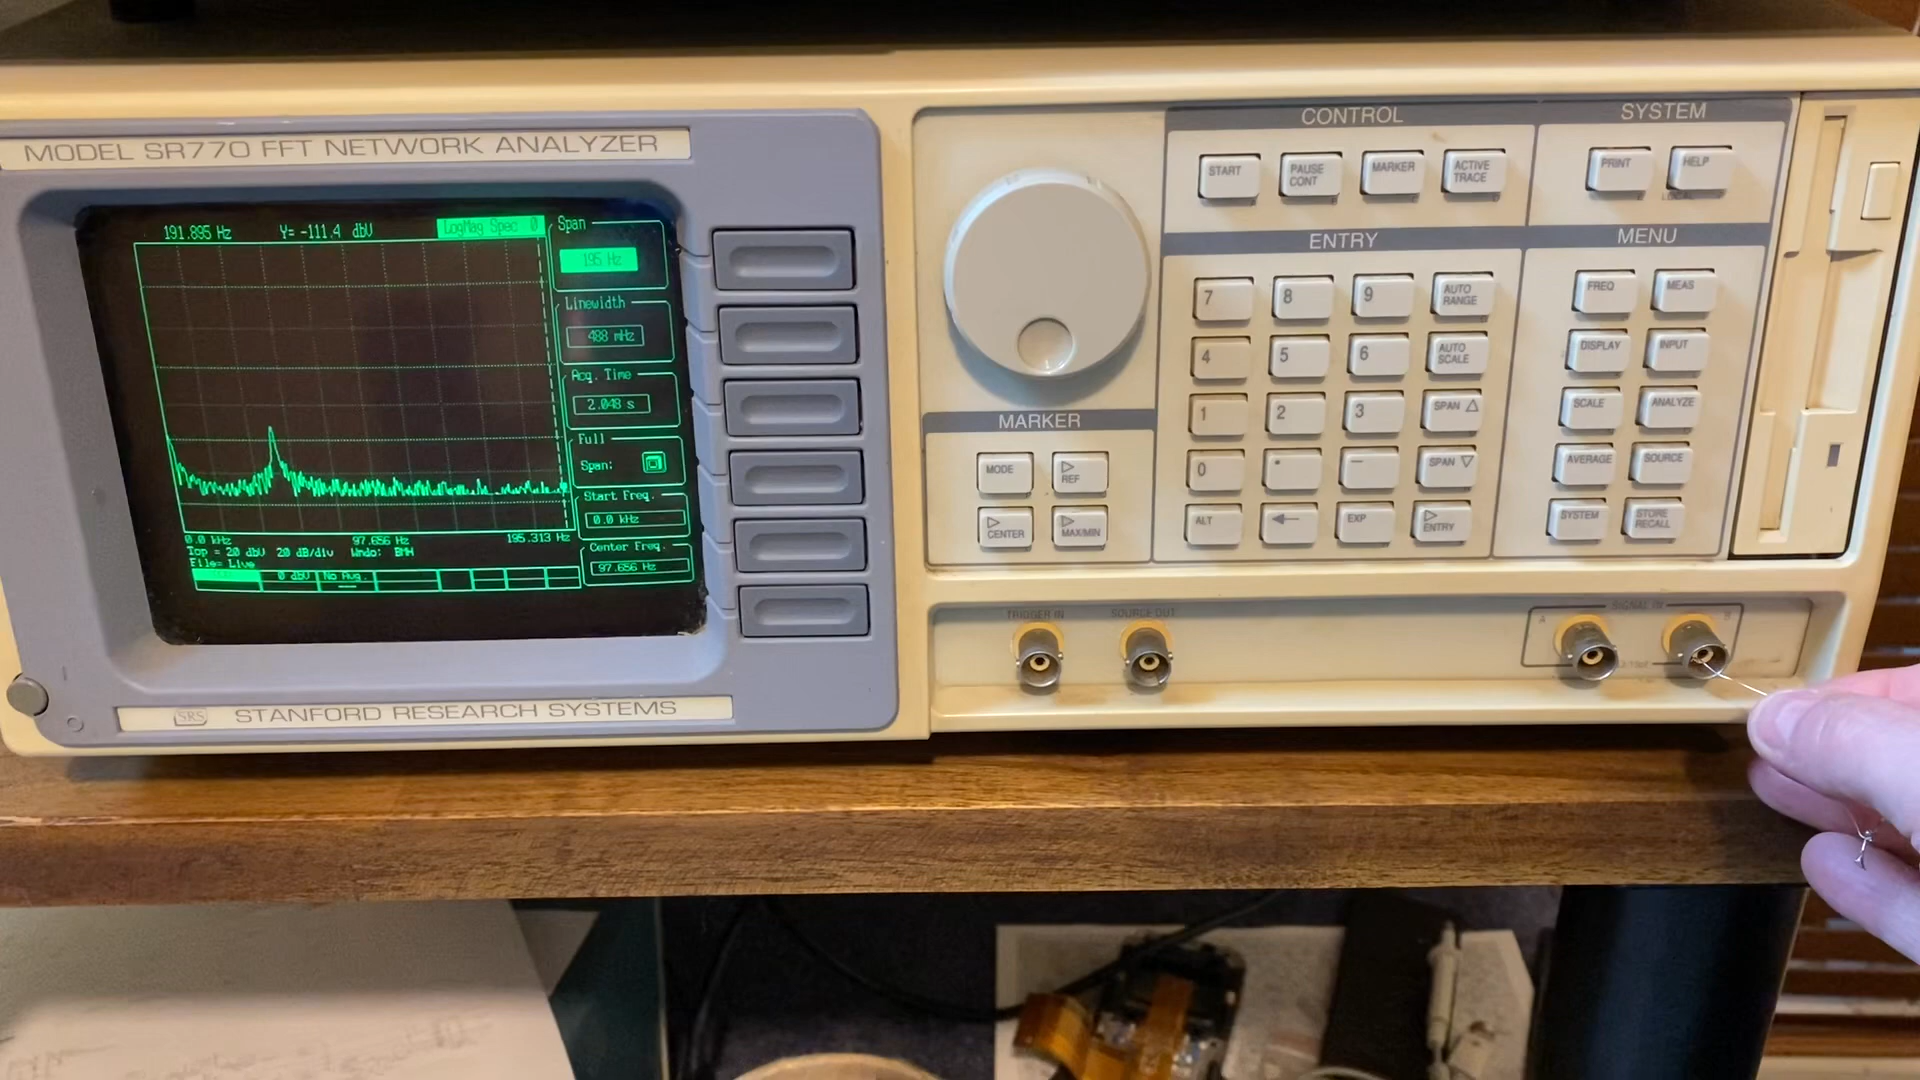 MODEL SR770 FFT NETWORK ANALYZER
191.895 Hz Y= -111.4 dBV LogMag Spec 0
Span
195 Hz
Linewidth
488 mHz
Acq. Time
2.048 s
Full
Span:
Start Freq.
0.0 kHz
Center Freq.
97.656 Hz
0.0 kHz 97.656 Hz 195.313 Hz
Top = 20 dBV 20 dB/div Wndo: BMH
File= Live
0 dBV No Avg.
SRS STANFORD RESEARCH SYSTEMS
CONTROL
START
PAUSE CONT
MARKER
ACTIVE TRACE
SYSTEM
PRINT
HELP
LOCAL
ENTRY
7 8 9 AUTO RANGE
4 5 6 AUTO SCALE
1 2 3 SPAN △
0 • — SPAN ▽
ALT ← EXP ▷ ENTRY
MENU
FREQ MEAS
DISPLAY INPUT
SCALE ANALYZE
AVERAGE SOURCE
SYSTEM STORE RECALL
MARKER
MODE ▷ REF
▷ CENTER ▷ MAX/MIN
TRIGGER IN SOURCE OUT SIGNAL IN
A B